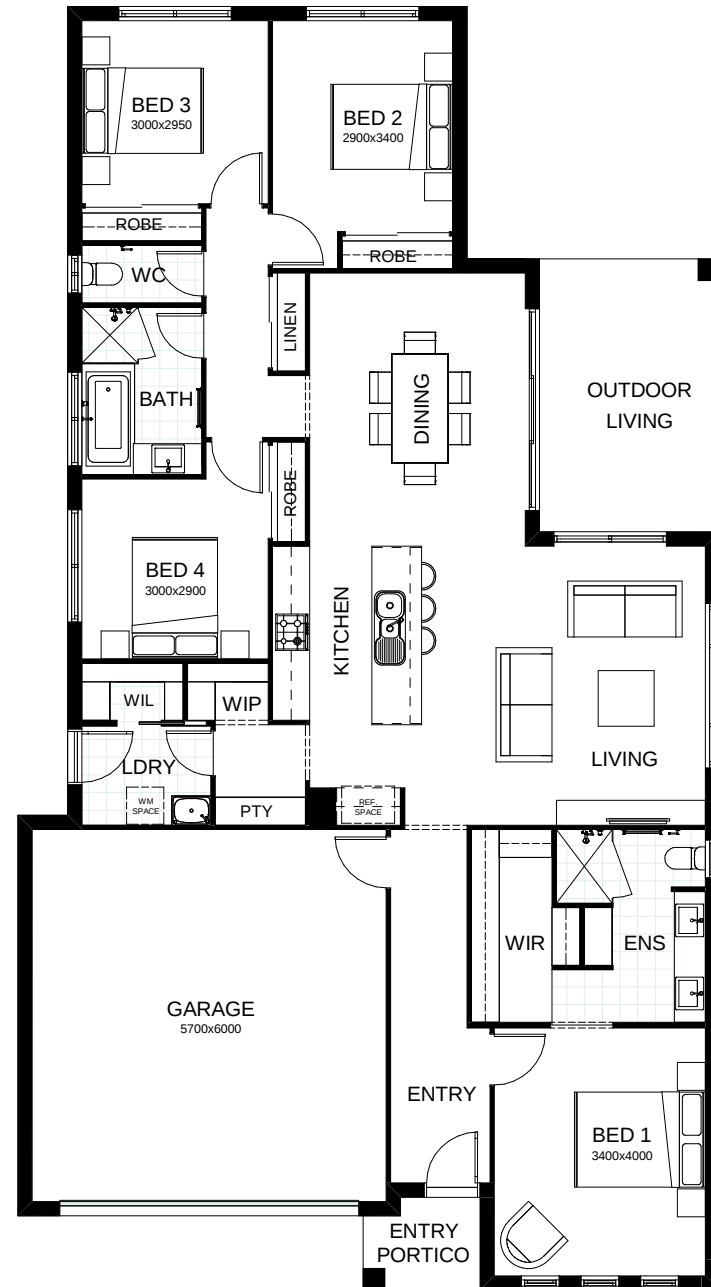 BED 3
3000x2950
BED 2
2900x3400
ROBE
ROBE
WC
LINEN
BATH
DINING
OUTDOOR
LIVING
ROBE
BED 4
3000x2900
KITCHEN
WIL
WIP
LIVING
LDRY
WM
SPACE
PTY
REF.
SPACE
WIR
ENS
GARAGE
5700x6000
ENTRY
BED 1
3400x4000
ENTRY
PORTICO